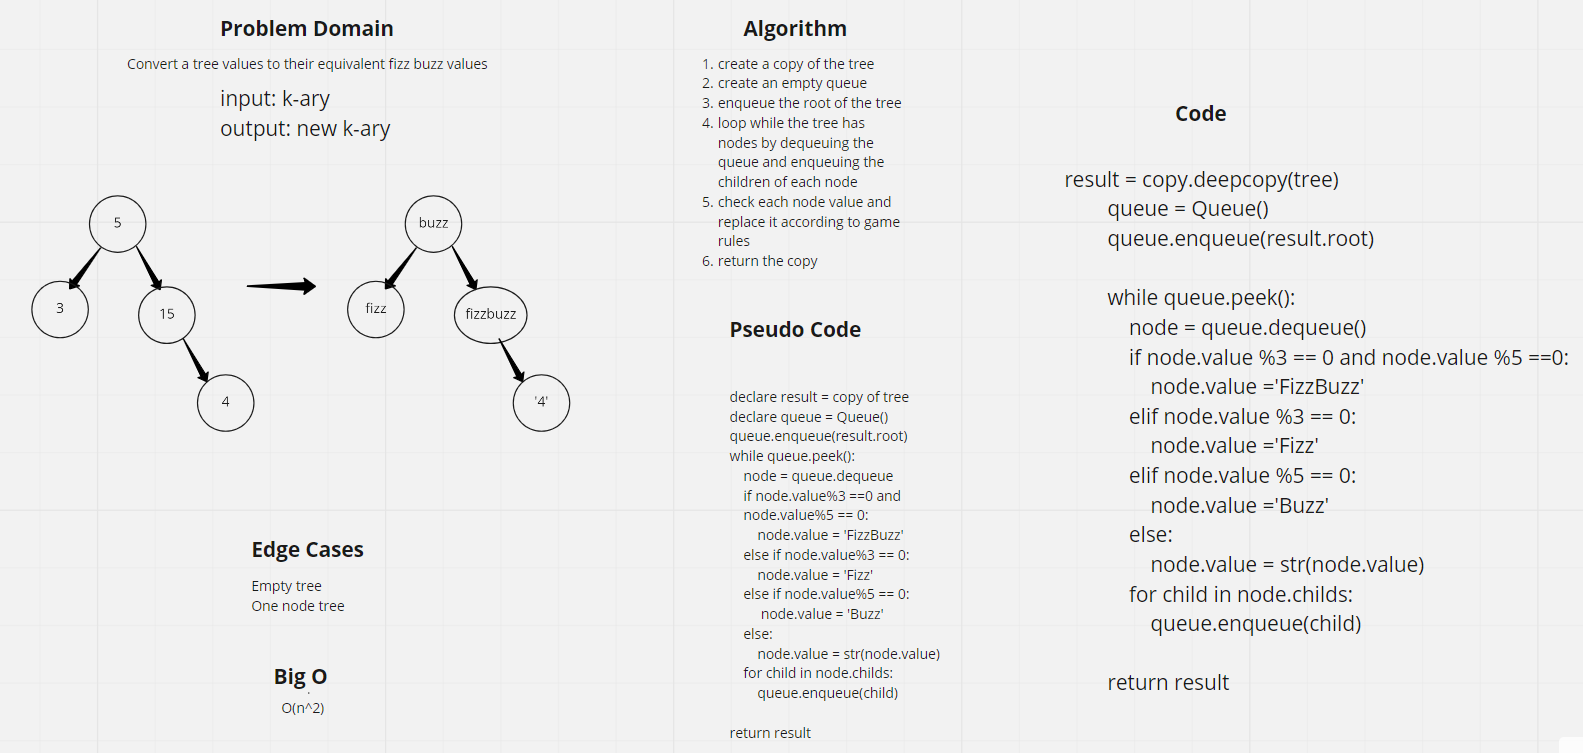 Problem Domain
Convert a tree values to their equivalent fizz buzz values
input: k-ary
output: new k-ary
5
3
15
4
buzz
fizz
fizzbuzz
'4'
Edge Cases
Empty tree
One node tree
Big O
O(n^2)
Algorithm
1. create a copy of the tree
2. create an empty queue
3. enqueue the root of the tree
4. loop while the tree has
nodes by dequeuing the
queue and enqueuing the
children of each node
5. check each node value and
replace it according to game
rules
6. return the copy
Pseudo Code
declare result = copy of tree
declare queue = Queue()
queue.enqueue(result.root)
while queue.peek():
node = queue.dequeue
if node.value%3 ==0 and
node.value%5 == 0:
node.value = 'FizzBuzz'
else if node.value%3 == 0:
node.value = 'Fizz'
else if node.value%5 == 0:
node.value = 'Buzz'
else:
node.value = str(node.value)
for child in node.childs:
queue.enqueue(child)
return result
Code
result = copy.deepcopy(tree)
queue = Queue()
queue.enqueue(result.root)
while queue.peek():
node = queue.dequeue()
if node.value %3 == 0 and node.value %5 ==0:
node.value ='FizzBuzz'
elif node.value %3 == 0:
node.value ='Fizz'
elif node.value %5 == 0:
node.value ='Buzz'
else:
node.value = str(node.value)
for child in node.childs:
queue.enqueue(child)
return result